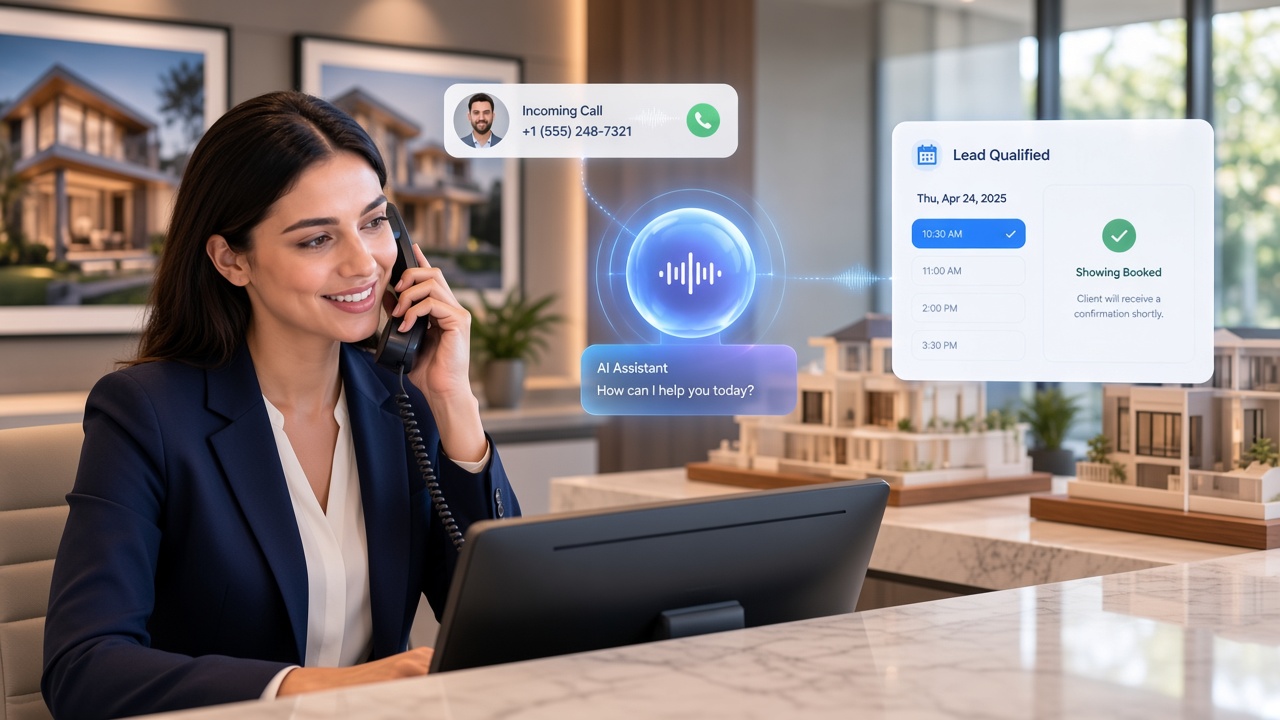 Incoming Call
+1 (555) 248-7321
Lead Qualified
Thu, Apr 24, 2025
10:30 AM
11:00 AM
2:00 PM
3:30 PM
Showing Booked
Client will receive a
confirmation shortly.
AI Assistant
How can I help you today?